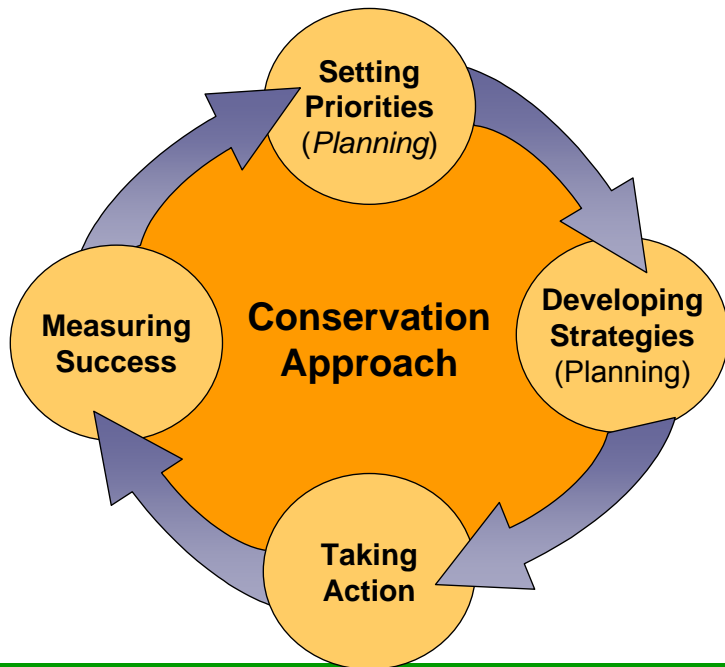 Setting
Priorities
(Planning)
Developing
Strategies
(Planning)
Taking
Action
Measuring
Success
Conservation
Approach